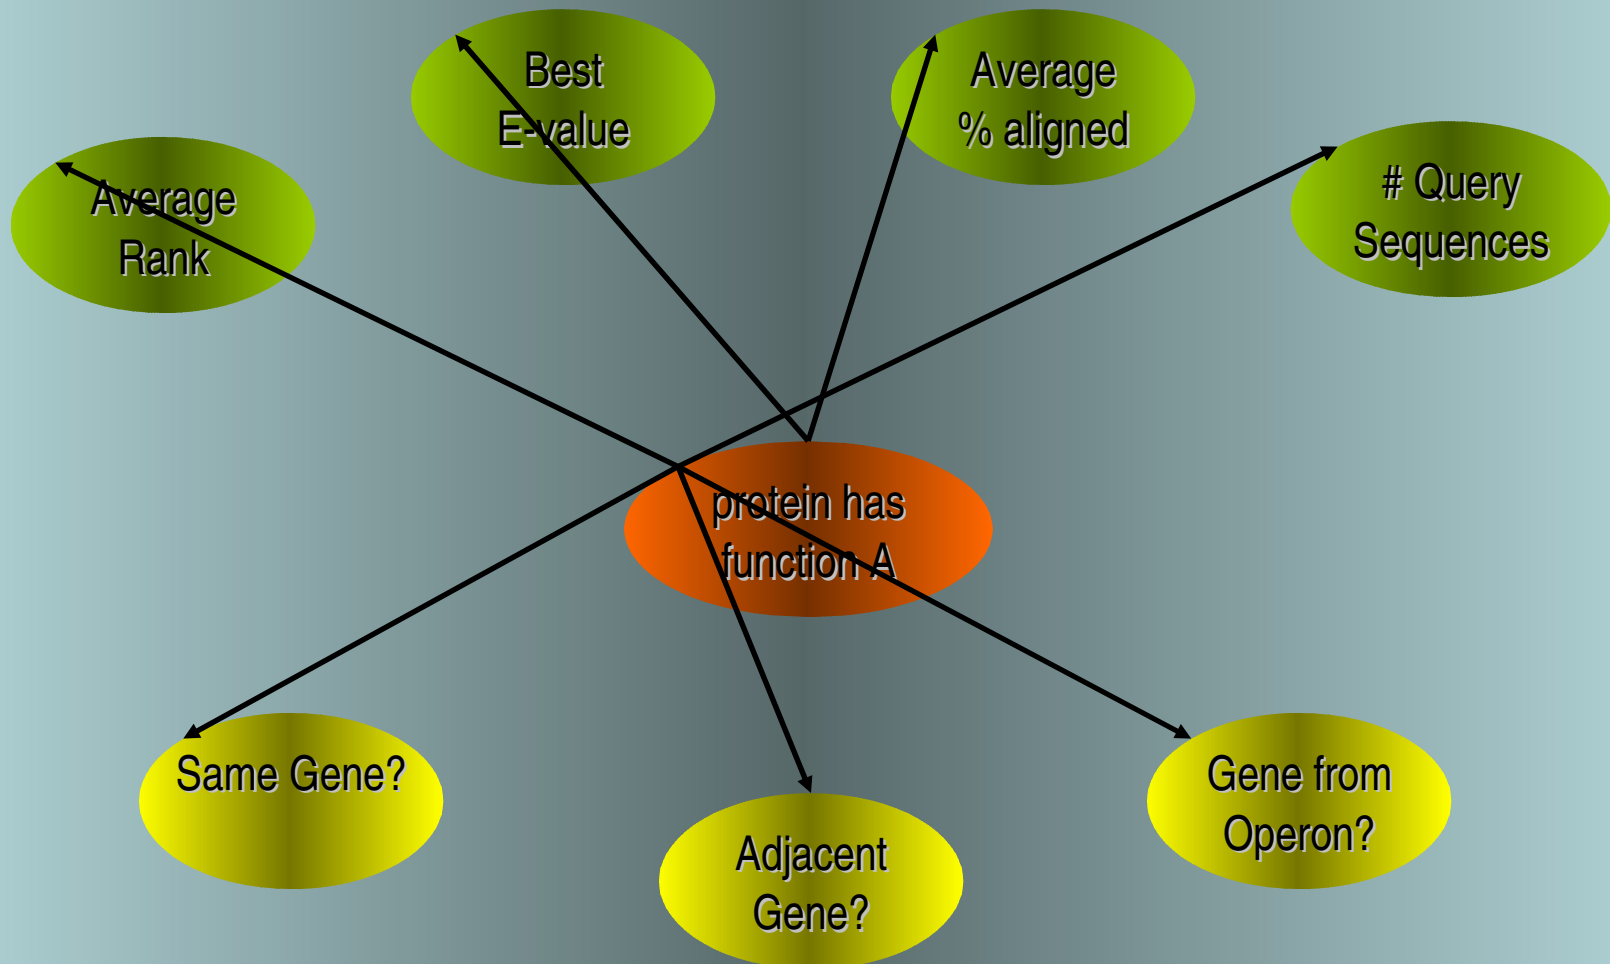 Best
E-value
Average
% aligned
Average
Rank
# Query
Sequences
protein has
function A
Same Gene?
Adjacent
Gene?
Gene from
Operon?